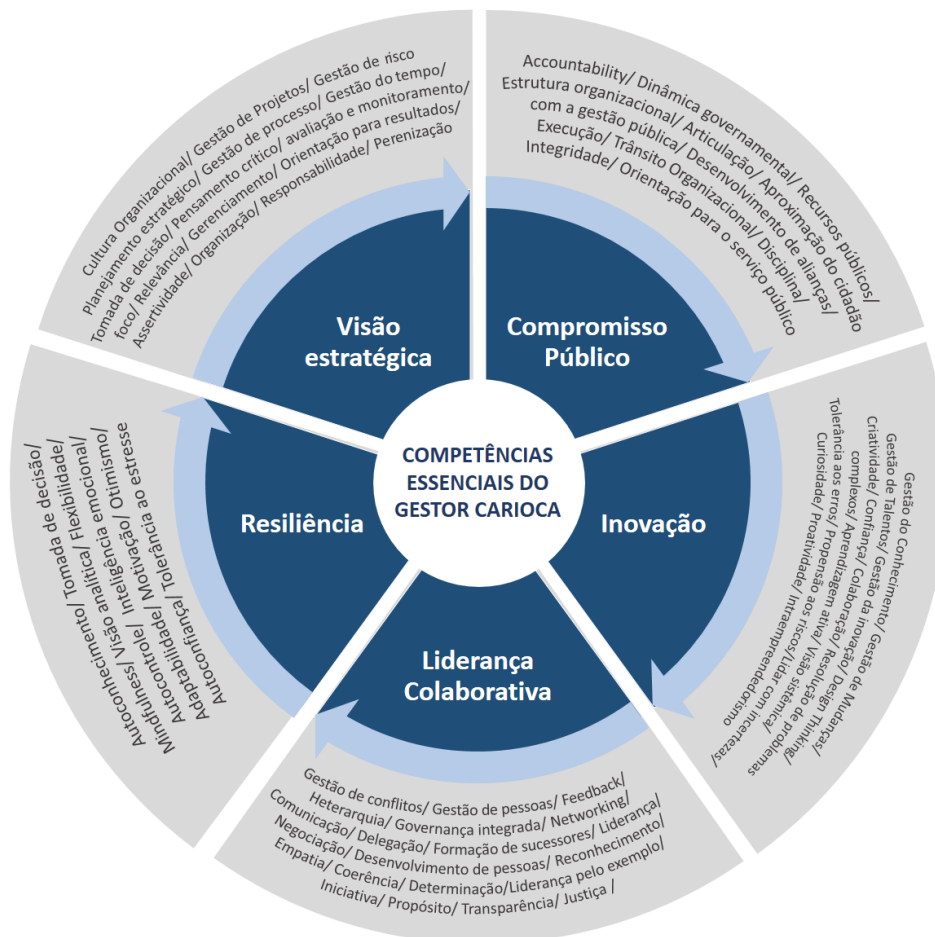 COMPETÊNCIAS
ESSENCIAIS DO
GESTOR CARIOCA
Visão
estratégica
Cultura Organizacional/ Gestão de Projetos/ Gestão de risco
Planejamento estratégico/ Gestão de processo/ Gestão do tempo/
Tomada de decisão/ Pensamento crítico/ avaliação e monitoramento/
foco/ Relevância/ Gerenciamento/ Orientação para resultados/
Assertividade/ Organização/ Responsabilidade/ Perenização
Compromisso
Público
Accountability/ Dinâmica governamental/ Recursos públicos/
Estrutura organizacional/ Articulação/ Aproximação do cidadão
com a gestão pública/ Desenvolvimento de alianças/
Execução/ Trânsito Organizacional/ Disciplina/
Integridade/ Orientação para o serviço público
Inovação
Gestão do Conhecimento/ Gestão de Mudanças/
Gestão de Talentos/ Gestão da inovação/ Design Thinking/
Criatividade/ Confiança/ Colaboração/ Resolução de problemas
complexos/ Aprendizagem ativa/ Visão sistêmica/
Tolerância aos erros/ Propensão aos riscos/Lidar com incertezas/
Curiosidade/ Proatividade/ Intraempreendedorismo
Liderança
Colaborativa
Gestão de conflitos/ Gestão de pessoas/ Feedback/
Heterarquia/ Governança integrada/ Networking/
Comunicação/ Delegação/ Formação de sucessores/ Liderança/
Negociação/ Desenvolvimento de pessoas/ Reconhecimento/
Empatia/ Coerência/ Determinação/Liderança pelo exemplo/
Iniciativa/ Propósito/ Transparência/ Justiça /
Resiliência
Autoconhecimento/ Tomada de decisão/
Mindfulness/ Visão analítica/ Flexibilidade/
Autocontrole/ Inteligência emocional/
Adaptabilidade/ Motivação/ Otimismo/
Autoconfiança/ Tolerância ao estresse